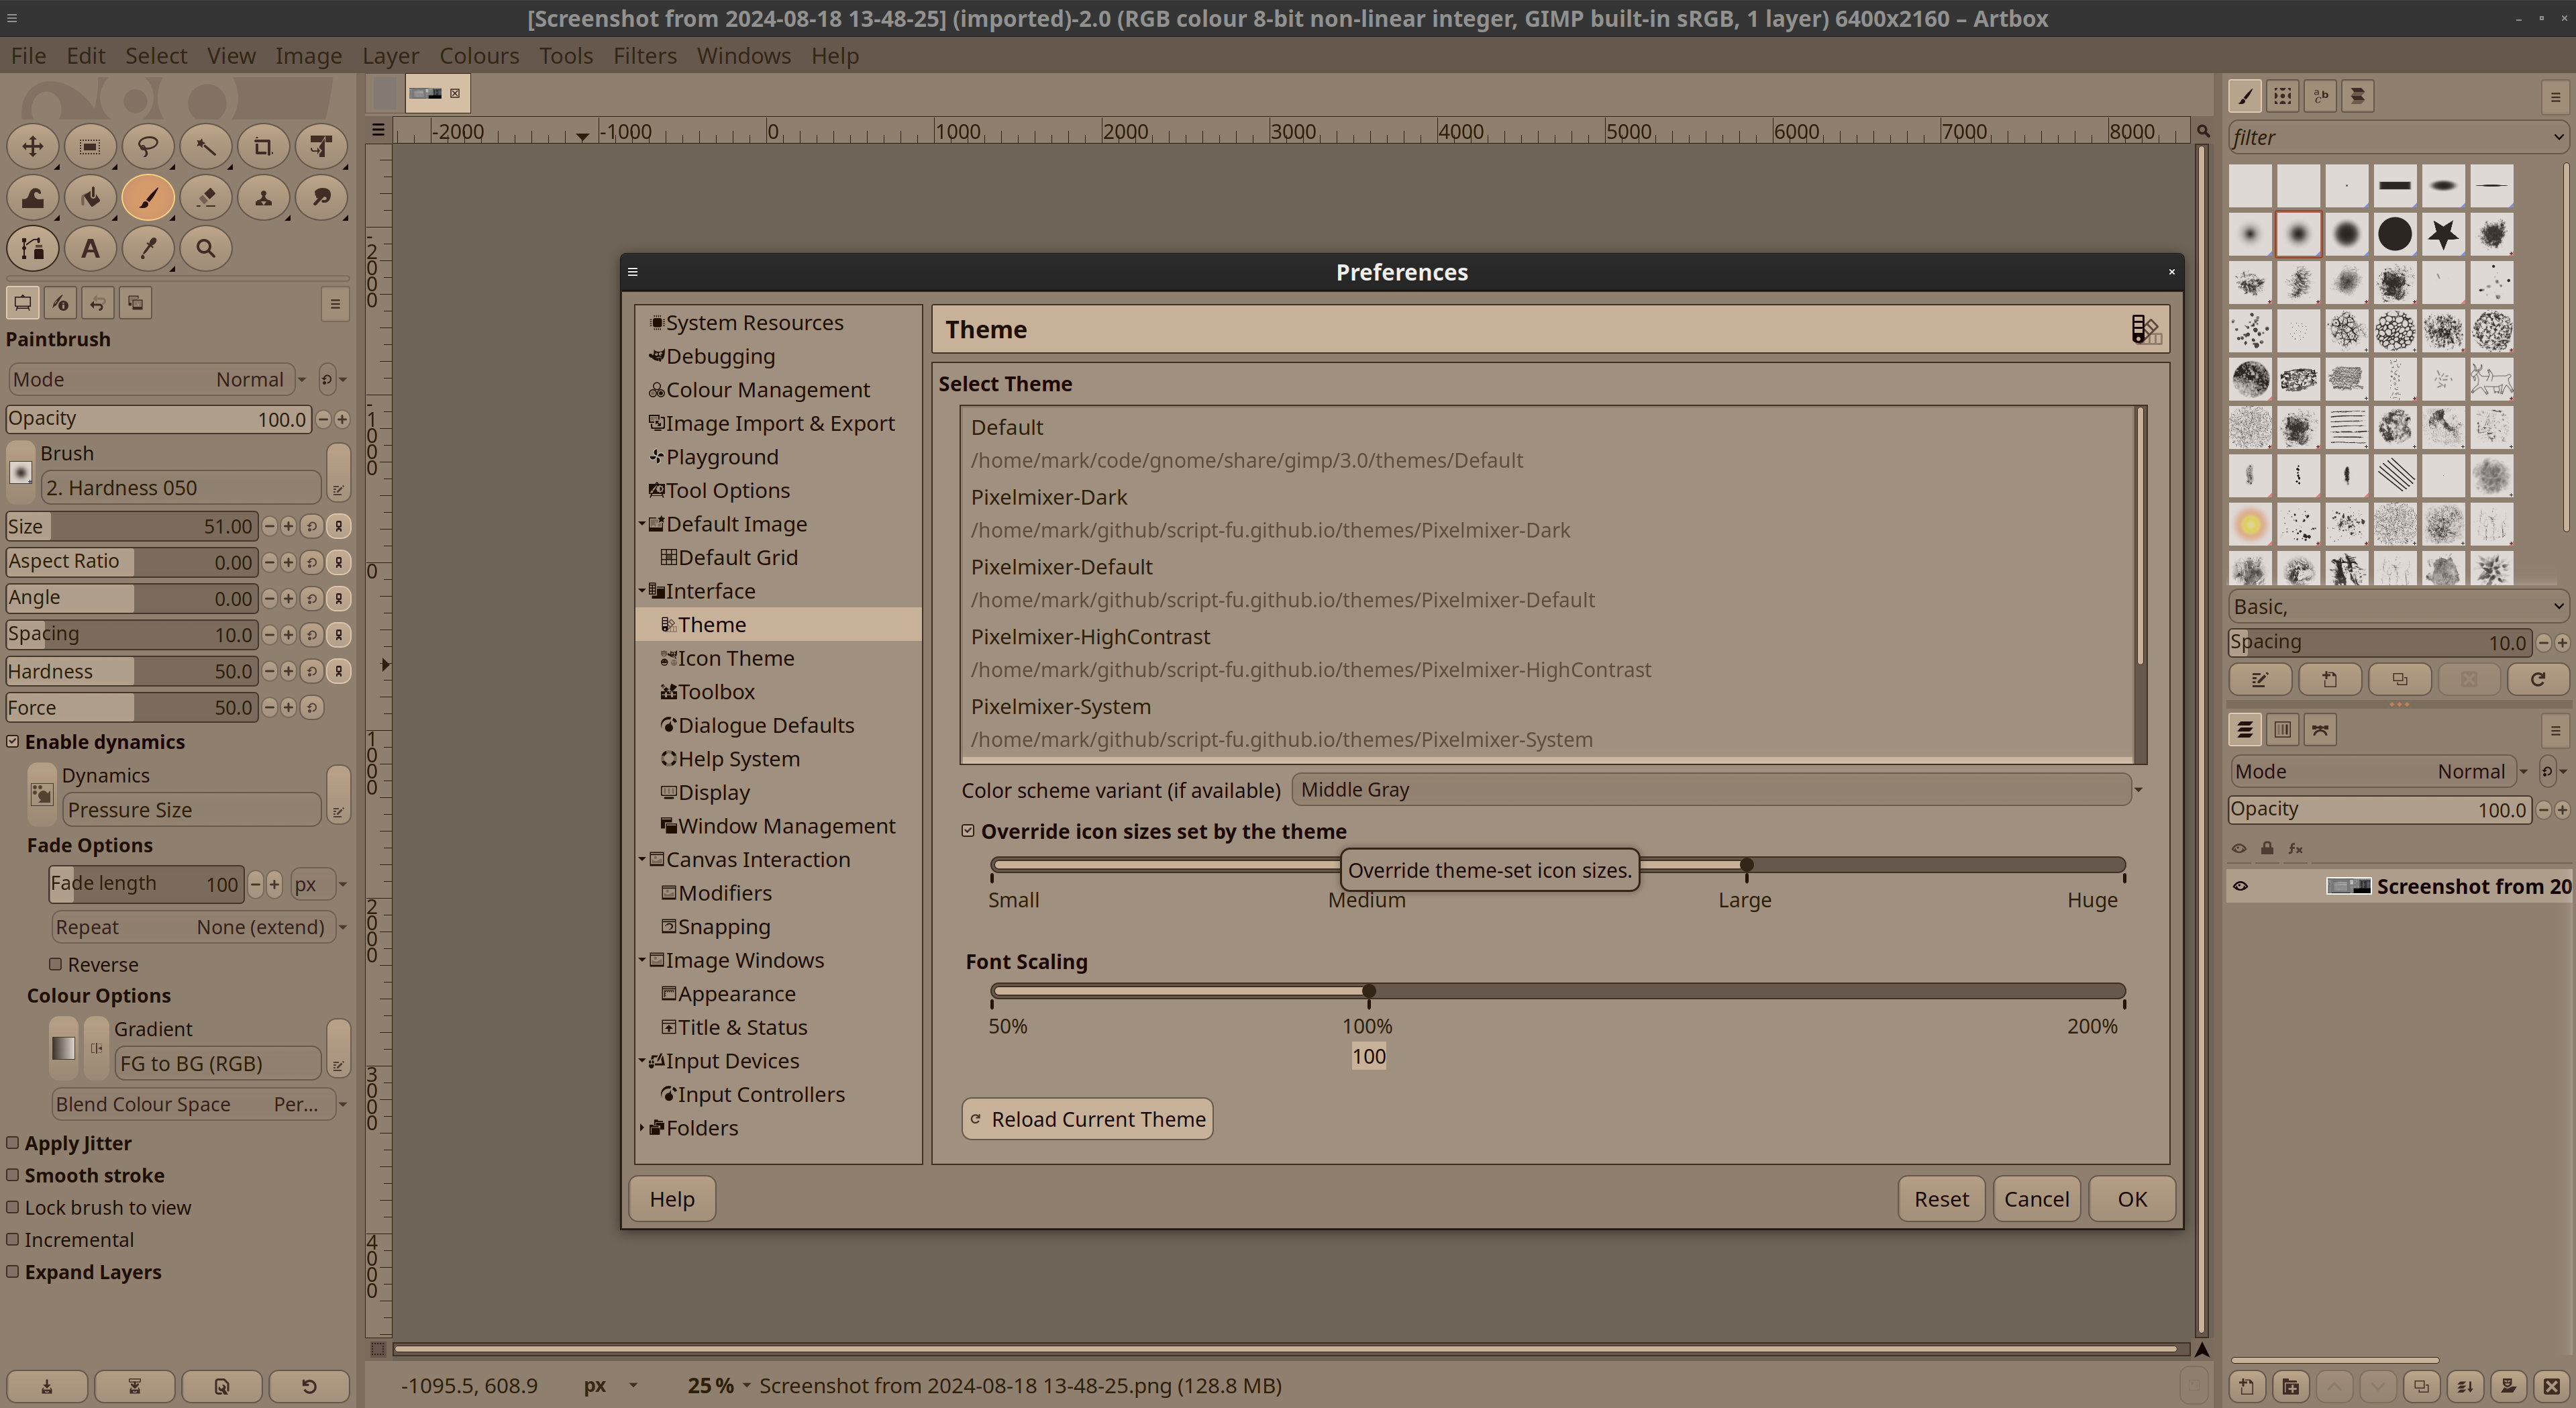 [Screenshot from 2024-08-18 13-48-25] (imported)-2.0 (RGB colour 8-bit non-linear integer, GIMP built-in sRGB, 1 layer) 6400x2160 – Artbox
File Edit Select View Image Layer Colours Tools Filters Windows Help
Paintbrush
Mode Normal
Opacity 100.0
Brush
2. Hardness 050
Size 51.00
Aspect Ratio 0.00
Angle 0.00
Spacing 10.0
Hardness 50.0
Force 50.0
Enable dynamics
Dynamics
Pressure Size
Fade Options
Fade length 100 px
Repeat None (extend)
Reverse
Colour Options
Gradient
FG to BG (RGB)
Blend Colour Space Per...
Apply Jitter
Smooth stroke
Lock brush to view
Incremental
Expand Layers
-2000 -1000 0 1000 2000 3000 4000 5000 6000 7000 8000
-2000
-1000
0
1000
2000
3000
4000
Preferences
System Resources
Debugging
Colour Management
Image Import & Export
Playground
Tool Options
Default Image
Default Grid
Interface
Theme
Icon Theme
Toolbox
Dialogue Defaults
Help System
Display
Window Management
Canvas Interaction
Modifiers
Snapping
Image Windows
Appearance
Title & Status
Input Devices
Input Controllers
Folders
Theme
Select Theme
Default
/home/mark/code/gnome/share/gimp/3.0/themes/Default
Pixelmixer-Dark
/home/mark/github/script-fu.github.io/themes/Pixelmixer-Dark
Pixelmixer-Default
/home/mark/github/script-fu.github.io/themes/Pixelmixer-Default
Pixelmixer-HighContrast
/home/mark/github/script-fu.github.io/themes/Pixelmixer-HighContrast
Pixelmixer-System
/home/mark/github/script-fu.github.io/themes/Pixelmixer-System
Color scheme variant (if available) Middle Gray
Override icon sizes set by the theme
Override theme-set icon sizes.
Small Medium Large Huge
Font Scaling
50% 100% 200%
100
Reload Current Theme
Help Reset Cancel OK
-1095.5, 608.9 px 25 % Screenshot from 2024-08-18 13-48-25.png (128.8 MB)
filter
Basic,
Spacing 10.0
Mode Normal
Opacity 100.0
fx
Screenshot from 20